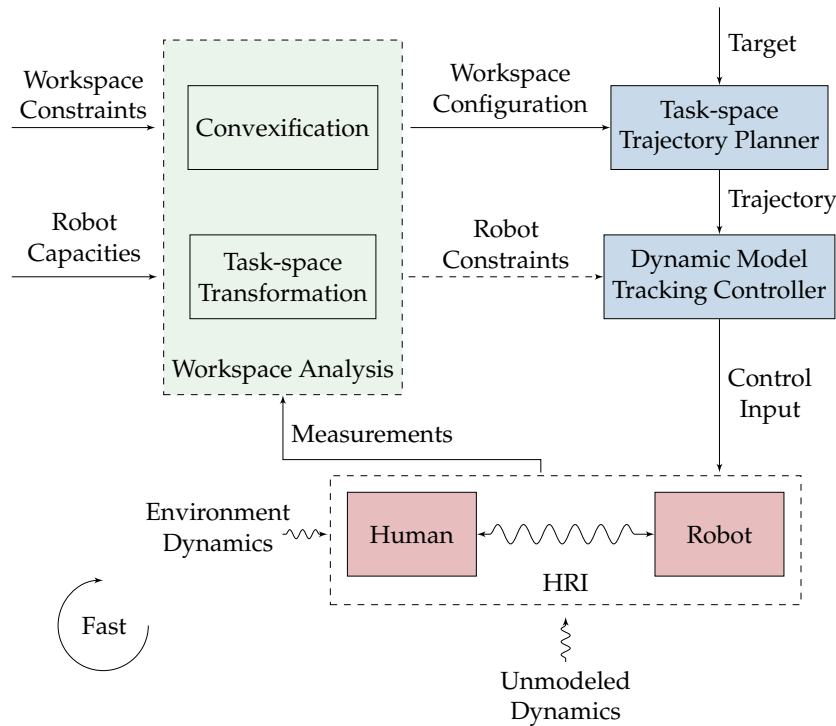 Target
Workspace
Constraints
Convexification
Workspace
Configuration
Task-space
Trajectory Planner
Trajectory
Robot
Capacities
Task-space
Transformation
Robot
Constraints
Dynamic Model
Tracking Controller
Workspace Analysis
Control
Input
Measurements
Environment
Dynamics
Human
Robot
HRI
Fast
Unmodeled
Dynamics